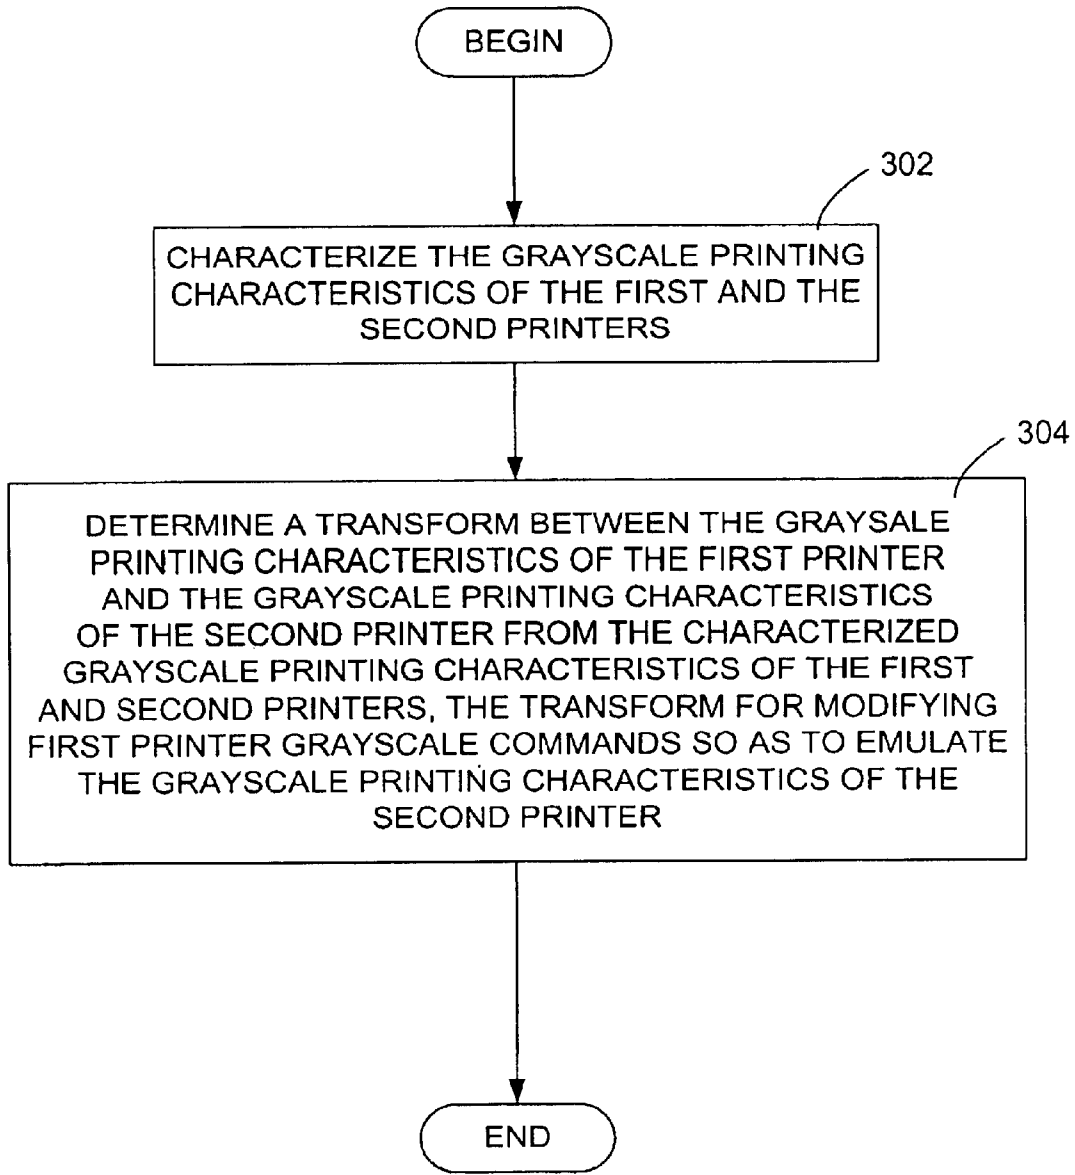 BEGIN
302
CHARACTERIZE THE GRAYSCALE PRINTING
CHARACTERISTICS OF THE FIRST AND THE
SECOND PRINTERS
304
DETERMINE A TRANSFORM BETWEEN THE GRAYSALE
PRINTING CHARACTERISTICS OF THE FIRST PRINTER
AND THE GRAYSCALE PRINTING CHARACTERISTICS
OF THE SECOND PRINTER FROM THE CHARACTERIZED
GRAYSCALE PRINTING CHARACTERISTICS OF THE FIRST
AND SECOND PRINTERS, THE TRANSFORM FOR MODIFYING
FIRST PRINTER GRAYSCALE COMMANDS SO AS TO EMULATE
THE GRAYSCALE PRINTING CHARACTERISTICS OF THE
SECOND PRINTER
END